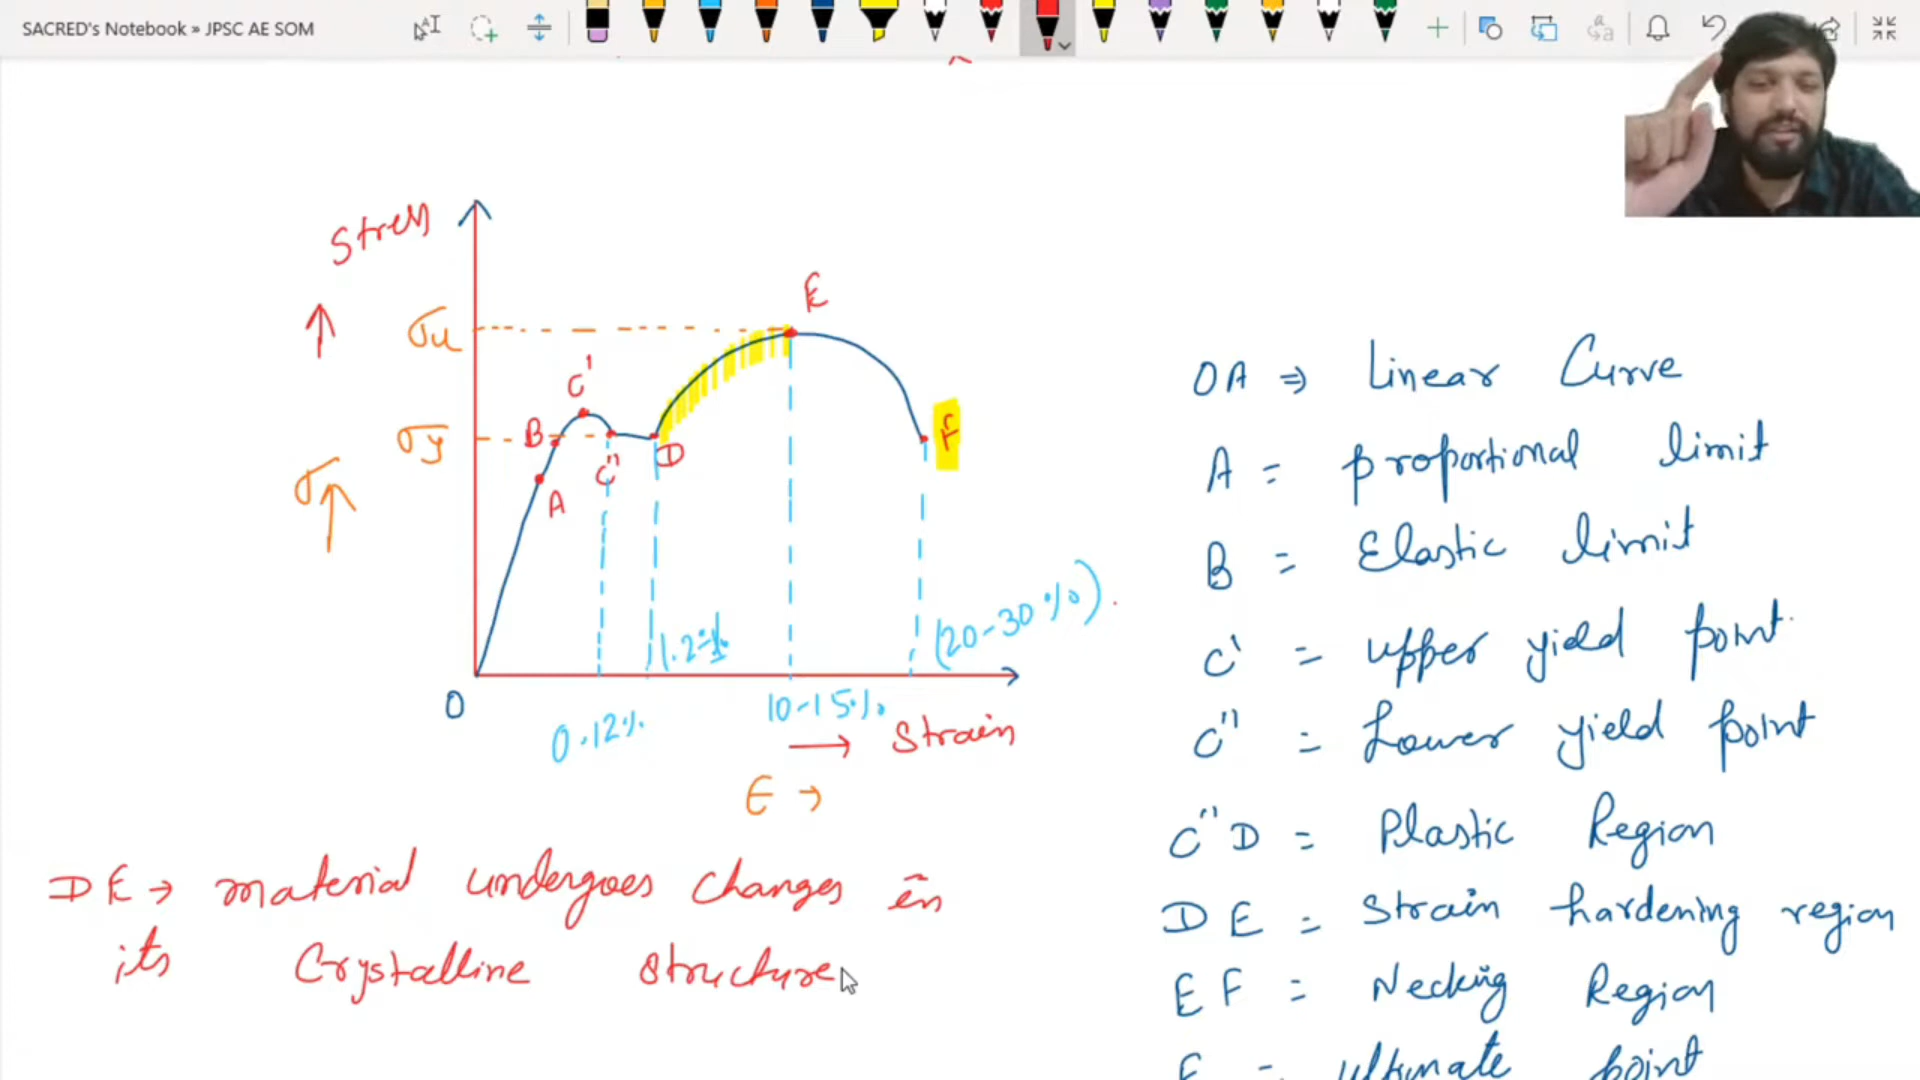 SACRED's Notebook » JPSC AE SOM
Stress
σu
E
C'
B
σy
C"
D
F
A
σ
1.2%
(20-30%).
O
0.12%
10-15%
Strain
ϵ →
DE → material undergoes changes in
its Crystalline structure
OA ⇒ Linear Curve
A = proportional limit
B = Elastic limit
C' = upper yield point
C" = Lower yield point
C"D = Plastic Region
DE = Strain hardening region
EF = Necking Region
E = ultimate point